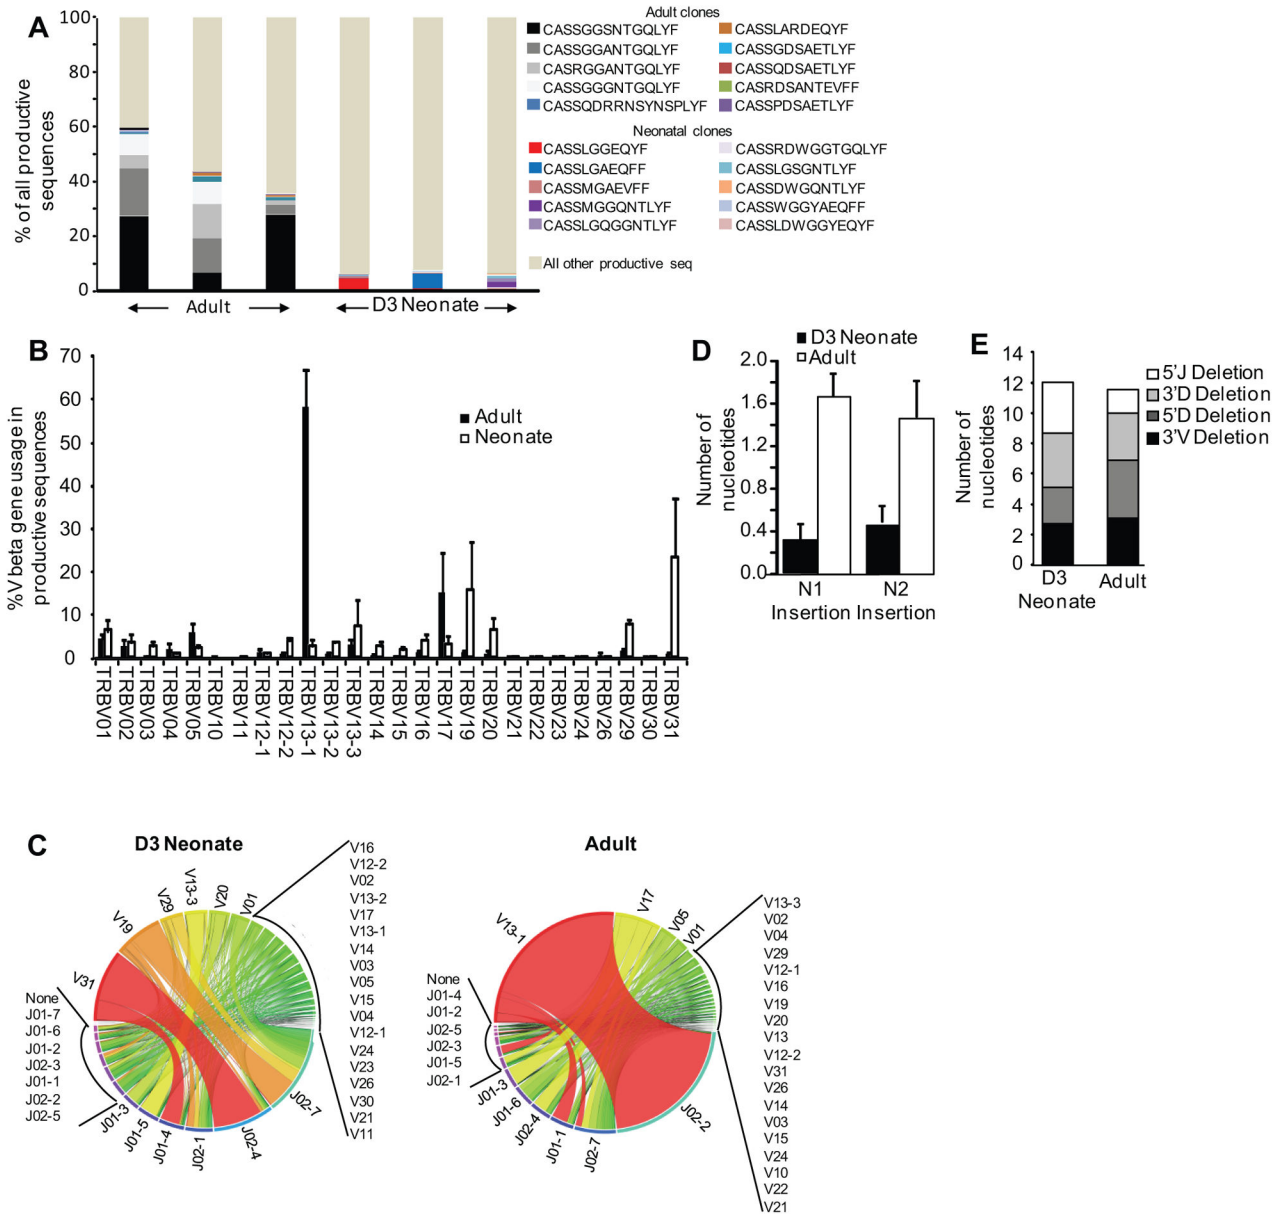 A
% of all productive
sequences
100
80
60
40
20
0
Adult
D3 Neonate
Adult clones
CASSGGSNTGQLYF
CASSGGANTGQLYF
CASRGGANTGQLYF
CASSGGGNTGQLYF
CASSQDRRNSYNSPLYF
CASSLARDEQYF
CASSGDSAETLYF
CASSQDSAETLYF
CASRDSANTEVFF
CASSPDSAETLYF
Neonatal clones
CASSLGGEQYF
CASSLGAEQFF
CASSMGAEVFF
CASSMGGQNTLYF
CASSLGQGGNTLYF
CASSRDWGGTGQLYF
CASSLGSGNTLYF
CASSDWGQNTLYF
CASSWGGYAEQFF
CASSLDWGGYEQYF
All other productive seq
B
%V beta gene usage in
productive sequences
70
60
50
40
30
20
10
0
Adult
Neonate
TRBV01
TRBV02
TRBV03
TRBV04
TRBV05
TRBV10
TRBV11
TRBV12-1
TRBV12-2
TRBV13-1
TRBV13-2
TRBV13-3
TRBV14
TRBV15
TRBV16
TRBV17
TRBV19
TRBV20
TRBV21
TRBV22
TRBV23
TRBV24
TRBV26
TRBV29
TRBV30
TRBV31
D
D3 Neonate
Adult
Number of
nucleotides
2.0
1.6
1.2
0.8
0.4
0.0
N1
Insertion
N2
Insertion
E
Number of
nucleotides
14
12
10
8
6
4
2
0
D3
Neonate
Adult
5'J Deletion
3'D Deletion
5'D Deletion
3'V Deletion
C
D3 Neonate
V31
V19
V29
V13-3
V20
V01
V16
V12-2
V02
V13-2
V17
V13-1
V14
V03
V05
V15
V04
V12-1
V24
V23
V26
V30
V21
V11
None
J01-7
J01-6
J01-2
J02-3
J01-1
J02-2
J02-5
J01-3
J01-5
J01-4
J02-1
J02-4
J02-7
Adult
V13-1
V17
V05
V01
V13-3
V02
V04
V29
V12-1
V16
V19
V20
V13
V12-2
V31
V26
V14
V03
V15
V24
V10
V22
V21
None
J01-4
J01-2
J02-5
J02-3
J01-5
J02-1
J01-3
J01-6
J02-4
J01-1
J02-7
J02-2